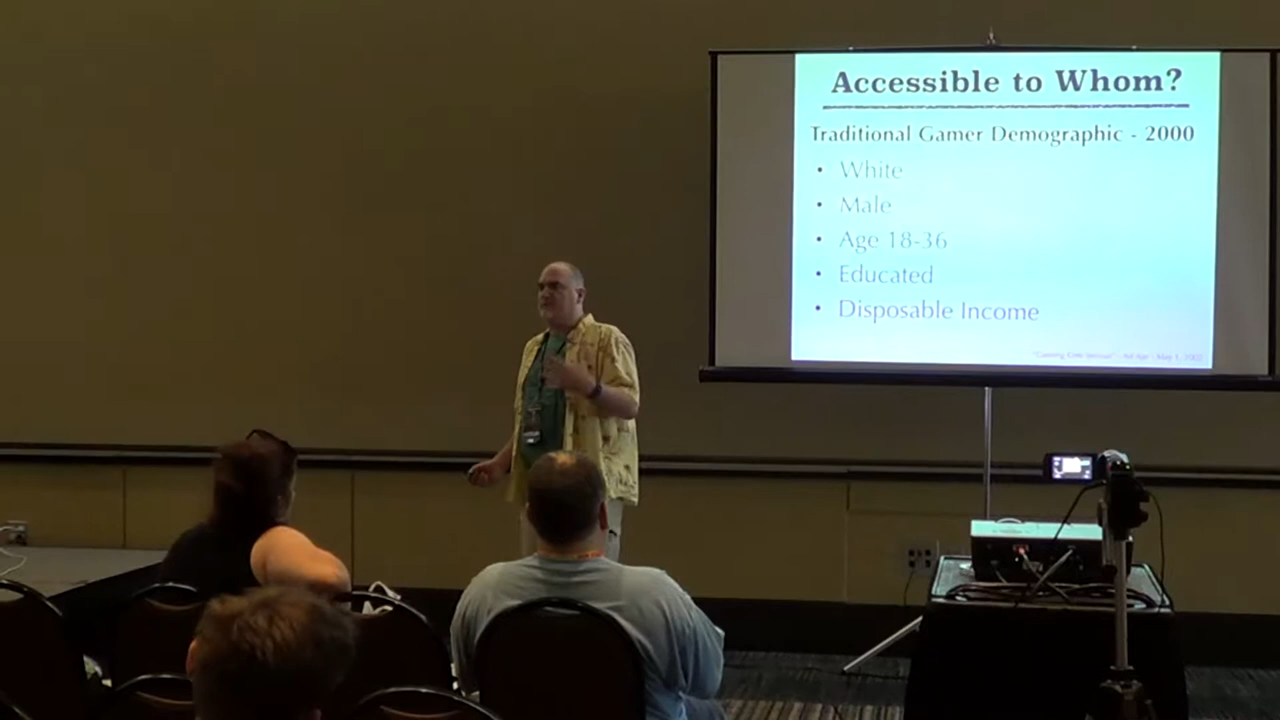 Accessible to Whom?
Traditional Gamer Demographic - 2000
• White
• Male
• Age 18-36
• Educated
• Disposable Income